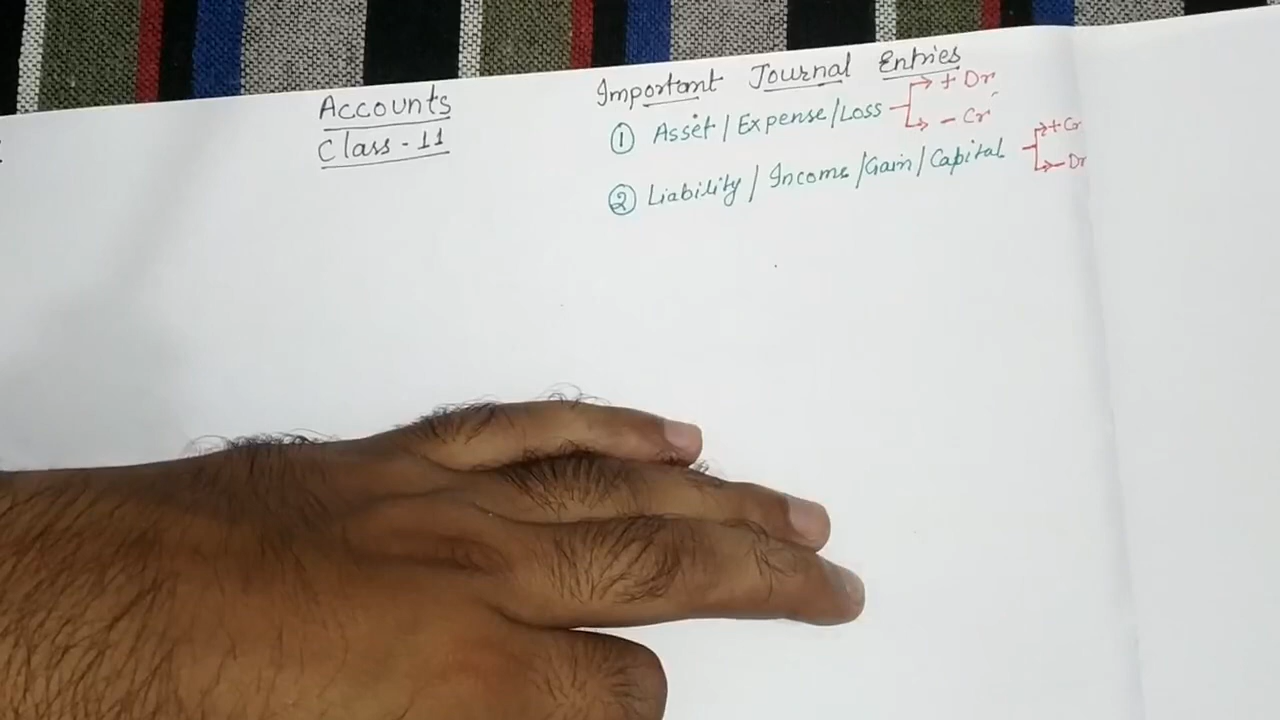 Accounts
Class - 11
Important Journal Entries
① Asset / Expense / Loss → + Dr
→ - Cr
② Liability / Income / Gain / Capital → + Cr
→ - Dr